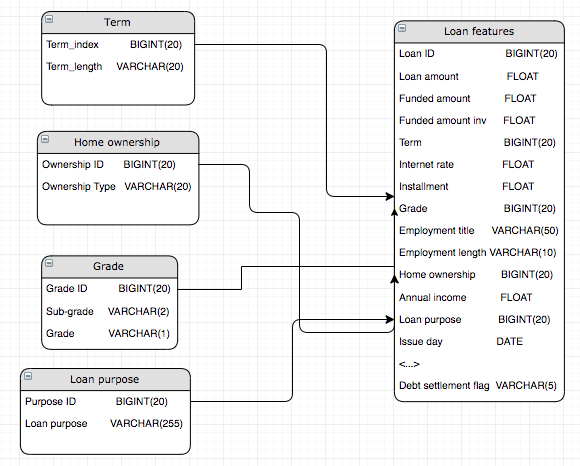 Term
Term_index BIGINT(20)
Term_length VARCHAR(20)
Home ownership
Ownership ID BIGINT(20)
Ownership Type VARCHAR(20)
Grade
Grade ID BIGINT(20)
Sub-grade VARCHAR(2)
Grade VARCHAR(1)
Loan purpose
Purpose ID BIGINT(20)
Loan purpose VARCHAR(255)
Loan features
Loan ID BIGINT(20)
Loan amount FLOAT
Funded amount FLOAT
Funded amount inv FLOAT
Term BIGINT(20)
Internet rate FLOAT
Installment FLOAT
Grade BIGINT(20)
Employment title VARCHAR(50)
Employment length VARCHAR(10)
Home ownership BIGINT(20)
Annual income FLOAT
Loan purpose BIGINT(20)
Issue day DATE
<...>
Debt settlement flag VARCHAR(5)